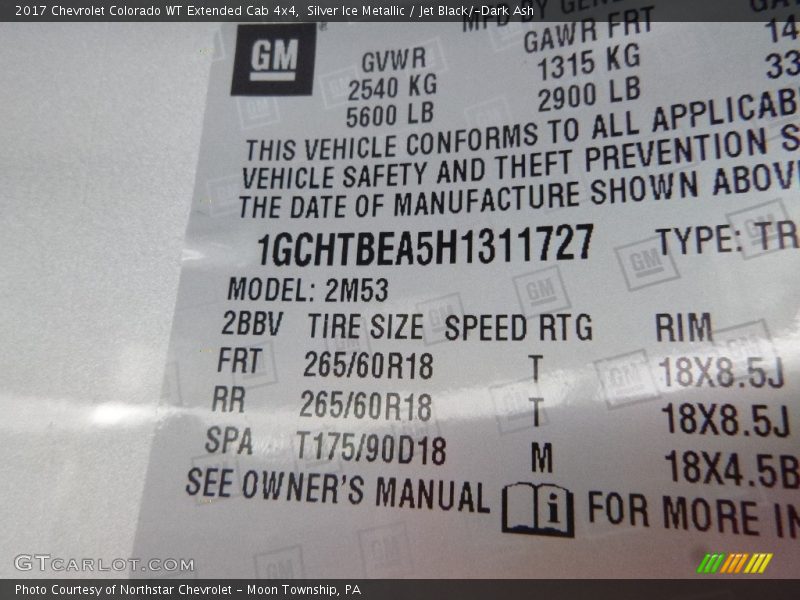 2017 Chevrolet Colorado WT Extended Cab 4x4, Silver Ice Metallic / Jet Black/-Dark Ash
MFD BY
GM
GVWR
GAWR FRT
2540 KG
1315 KG
5600 LB
2900 LB
THIS VEHICLE CONFORMS TO ALL APPLICAB
VEHICLE SAFETY AND THEFT PREVENTION S
THE DATE OF MANUFACTURE SHOWN ABOV
1GCHTBEA5H1311727 TYPE: TR
MODEL: 2M53
2BBV TIRE SIZE SPEED RTG RIM
FRT 265/60R18 T 18X8.5J
RR 265/60R18 T 18X8.5J
SPA T175/90D18 M 18X4.5B
SEE OWNER'S MANUAL i FOR MORE IN
GTCarlot.com
Photo Courtesy of Northstar Chevrolet - Moon Township, PA